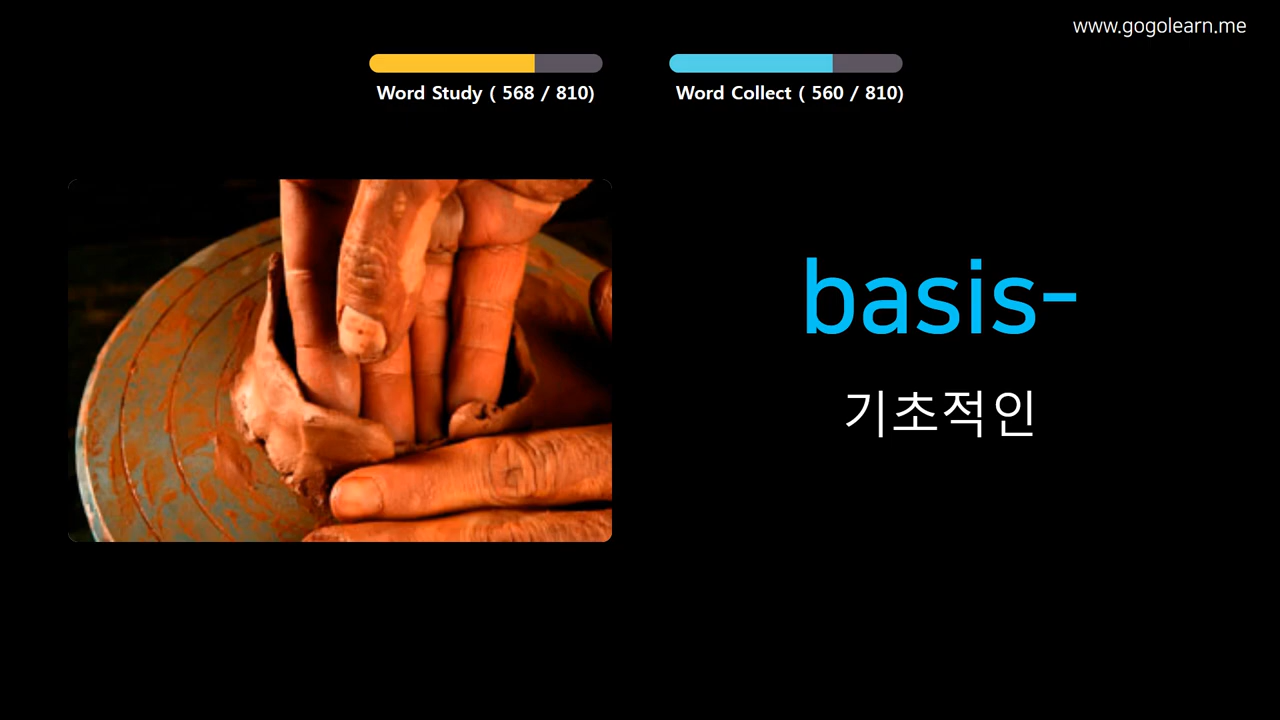 www.gogolearn.me
Word Study ( 568 / 810)
Word Collect ( 560 / 810)
basis-
기초적인